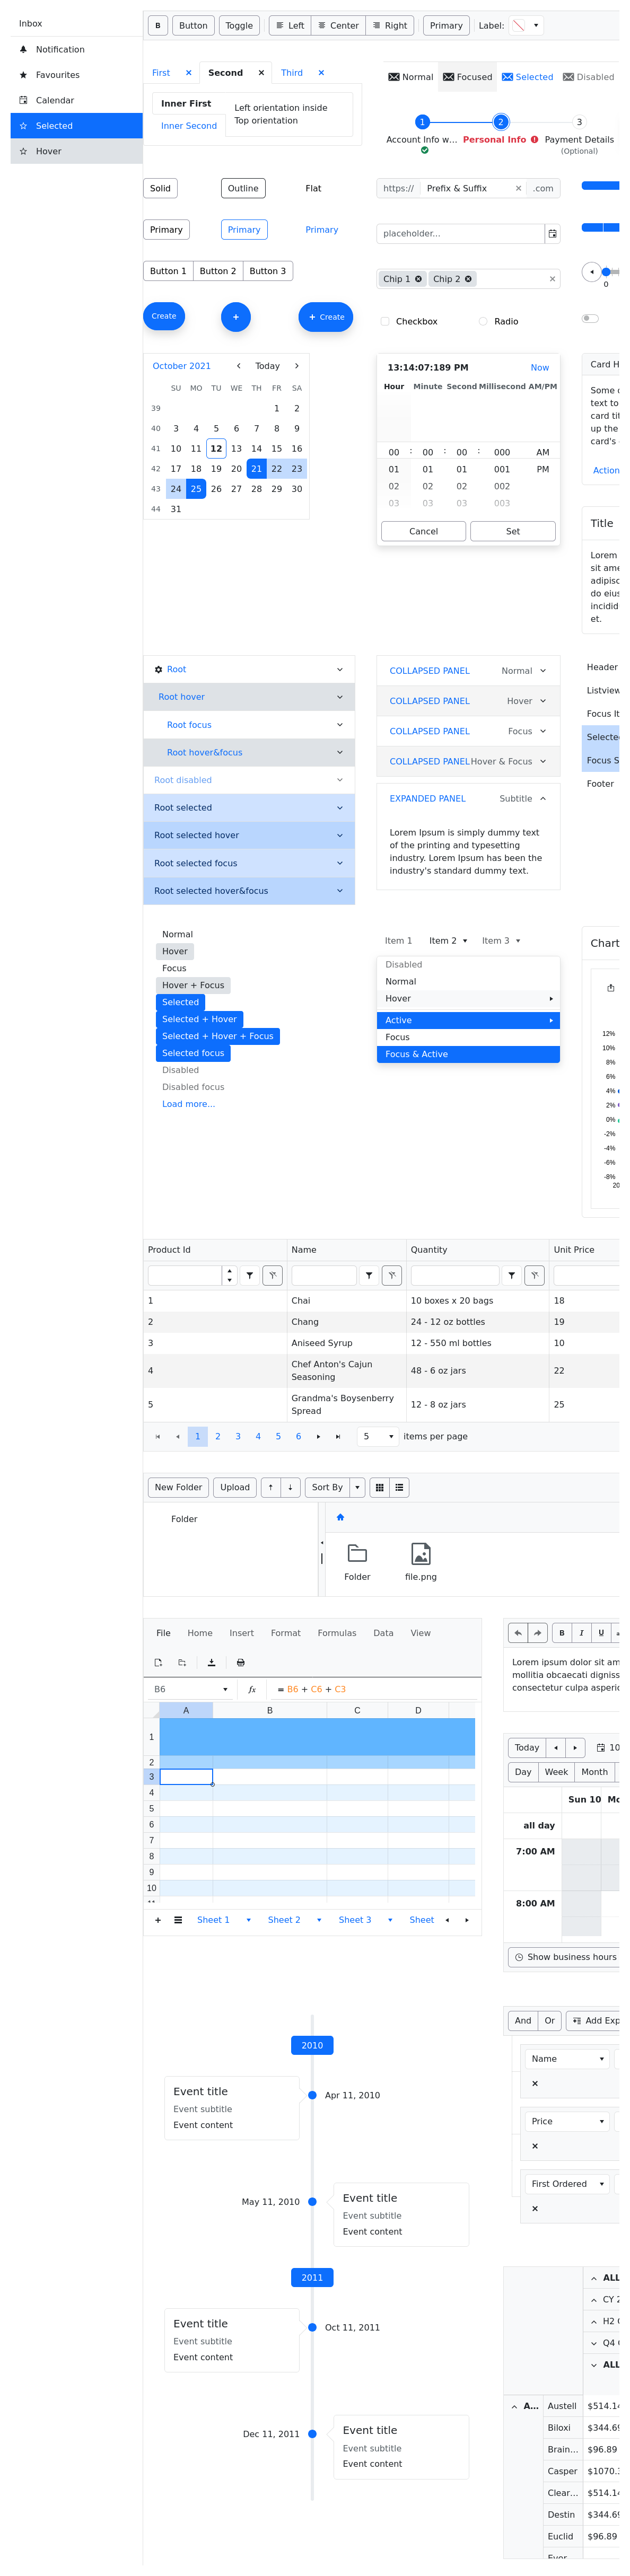 Inbox
Notification
Favourites
Calendar
Selected
Hover
B Button Toggle Left Center Right Primary Label:
First Second Third
Inner First
Inner Second
Left orientation inside
Top orientation
Normal Focused Selected Disabled
1 2 3
Account Info w... Personal Info Payment Details
(Optional)
Solid Outline Flat
https:// Prefix & Suffix .com
Primary Primary Primary
placeholder...
Button 1 Button 2 Button 3
Chip 1 Chip 2
0
Create + + Create
Checkbox Radio
October 2021 Today
SU MO TU WE TH FR SA
39 1 2
40 3 4 5 6 7 8 9
41 10 11 12 13 14 15 16
42 17 18 19 20 21 22 23
43 24 25 26 27 28 29 30
44 31
13:14:07:189 PM Now
Hour Minute Second Millisecond AM/PM
00 : 00 : 00 : 000 AM
01 01 01 001 PM
02 02 02 002
03 03 03 003
Cancel Set
Card H
Some
text to
card tit
up the
card's
Action
Title
Lorem
sit ame
adipisc
do eius
incidid
et.
Root
Root hover
Root focus
Root hover&focus
Root disabled
Root selected
Root selected hover
Root selected focus
Root selected hover&focus
COLLAPSED PANEL Normal
COLLAPSED PANEL Hover
COLLAPSED PANEL Focus
COLLAPSED PANEL Hover & Focus
EXPANDED PANEL Subtitle
Lorem Ipsum is simply dummy text
of the printing and typesetting
industry. Lorem Ipsum has been the
industry's standard dummy text.
Header
Listview
Focus It
Selected
Focus S
Footer
Normal
Hover
Focus
Hover + Focus
Selected
Selected + Hover
Selected + Hover + Focus
Selected focus
Disabled
Disabled focus
Load more...
Item 1 Item 2 Item 3
Disabled
Normal
Hover
Active
Focus
Focus & Active
Chart
12%
10%
8%
6%
4%
2%
0%
-2%
-4%
-6%
-8%
20
Product Id Name Quantity Unit Price
1 Chai 10 boxes x 20 bags 18
2 Chang 24 - 12 oz bottles 19
3 Aniseed Syrup 12 - 550 ml bottles 10
4 Chef Anton's Cajun Seasoning 48 - 6 oz jars 22
5 Grandma's Boysenberry Spread 12 - 8 oz jars 25
1 2 3 4 5 6 5 items per page
New Folder Upload Sort By
Folder
Folder file.png
File Home Insert Format Formulas Data View
B6 fx = B6 + C6 + C3
A B C D
1
2
3
4
5
6
7
8
9
10
11
Sheet 1 Sheet 2 Sheet 3 Sheet
B I U
Lorem ipsum dolor sit am
mollitia obcaecati digniss
consectetur culpa asperio
Today 10
Day Week Month
Sun 10 Mo
all day
7:00 AM
8:00 AM
Show business hours
2010
Event title
Event subtitle
Event content
Apr 11, 2010
May 11, 2010
Event title
Event subtitle
Event content
2011
Event title
Event subtitle
Event content
Oct 11, 2011
Dec 11, 2011
Event title
Event subtitle
Event content
And Or Add Exp
Name
Price
First Ordered
ALL
CY 2
H2 C
Q4 C
ALL
A... Austell $514.14
Biloxi $344.69
Brain... $96.89
Casper $1070.3
Clear... $514.14
Destin $344.69
Euclid $96.89
Ever